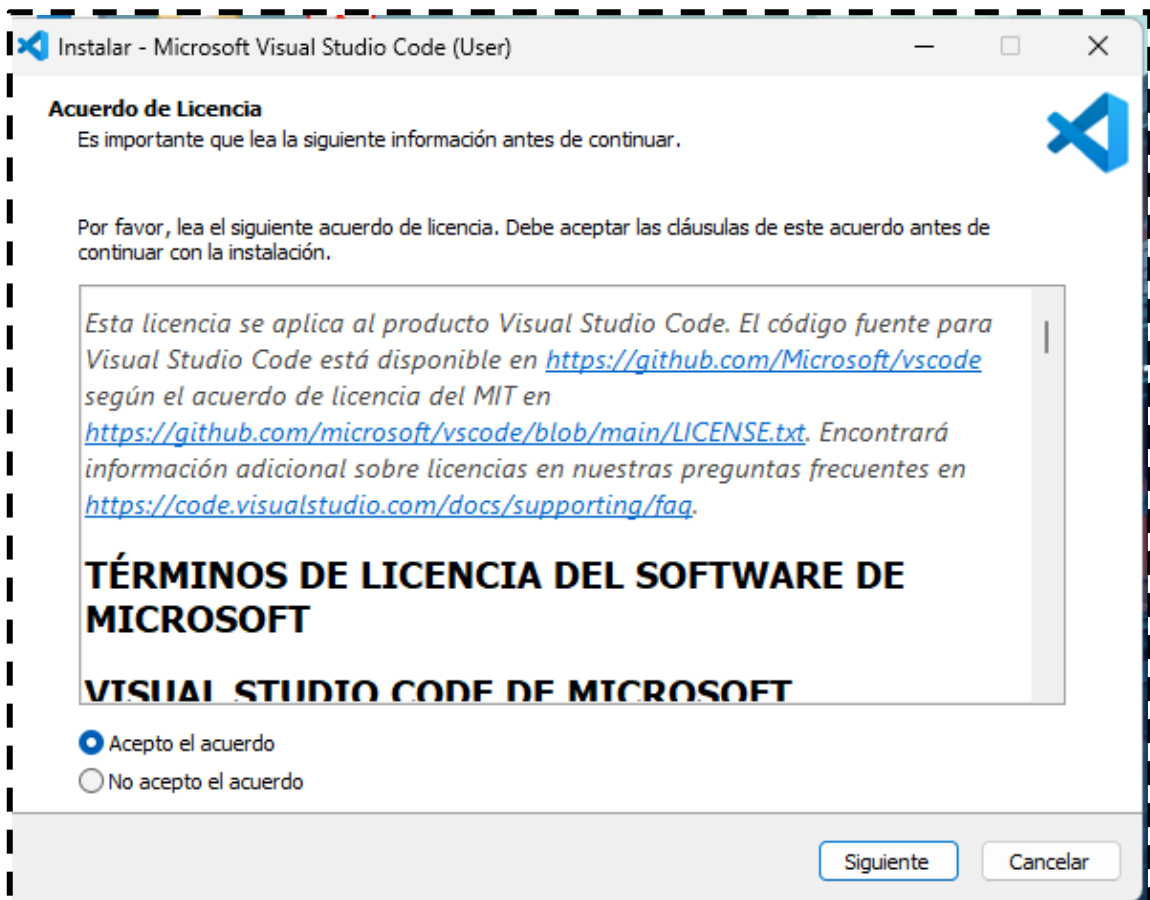 Instalar - Microsoft Visual Studio Code (User)
Acuerdo de Licencia
Es importante que lea la siguiente información antes de continuar.
Por favor, lea el siguiente acuerdo de licencia. Debe aceptar las cláusulas de este acuerdo antes de
continuar con la instalación.
Esta licencia se aplica al producto Visual Studio Code. El código fuente para
Visual Studio Code está disponible en https://github.com/Microsoft/vscode
según el acuerdo de licencia del MIT en
https://github.com/microsoft/vscode/blob/main/LICENSE.txt. Encontrará
información adicional sobre licencias en nuestras preguntas frecuentes en
https://code.visualstudio.com/docs/supporting/faq.
TÉRMINOS DE LICENCIA DEL SOFTWARE DE
MICROSOFT
VISUAL STUDIO CODE DE MICROSOFT
Acepto el acuerdo
No acepto el acuerdo
Siguiente
Cancelar